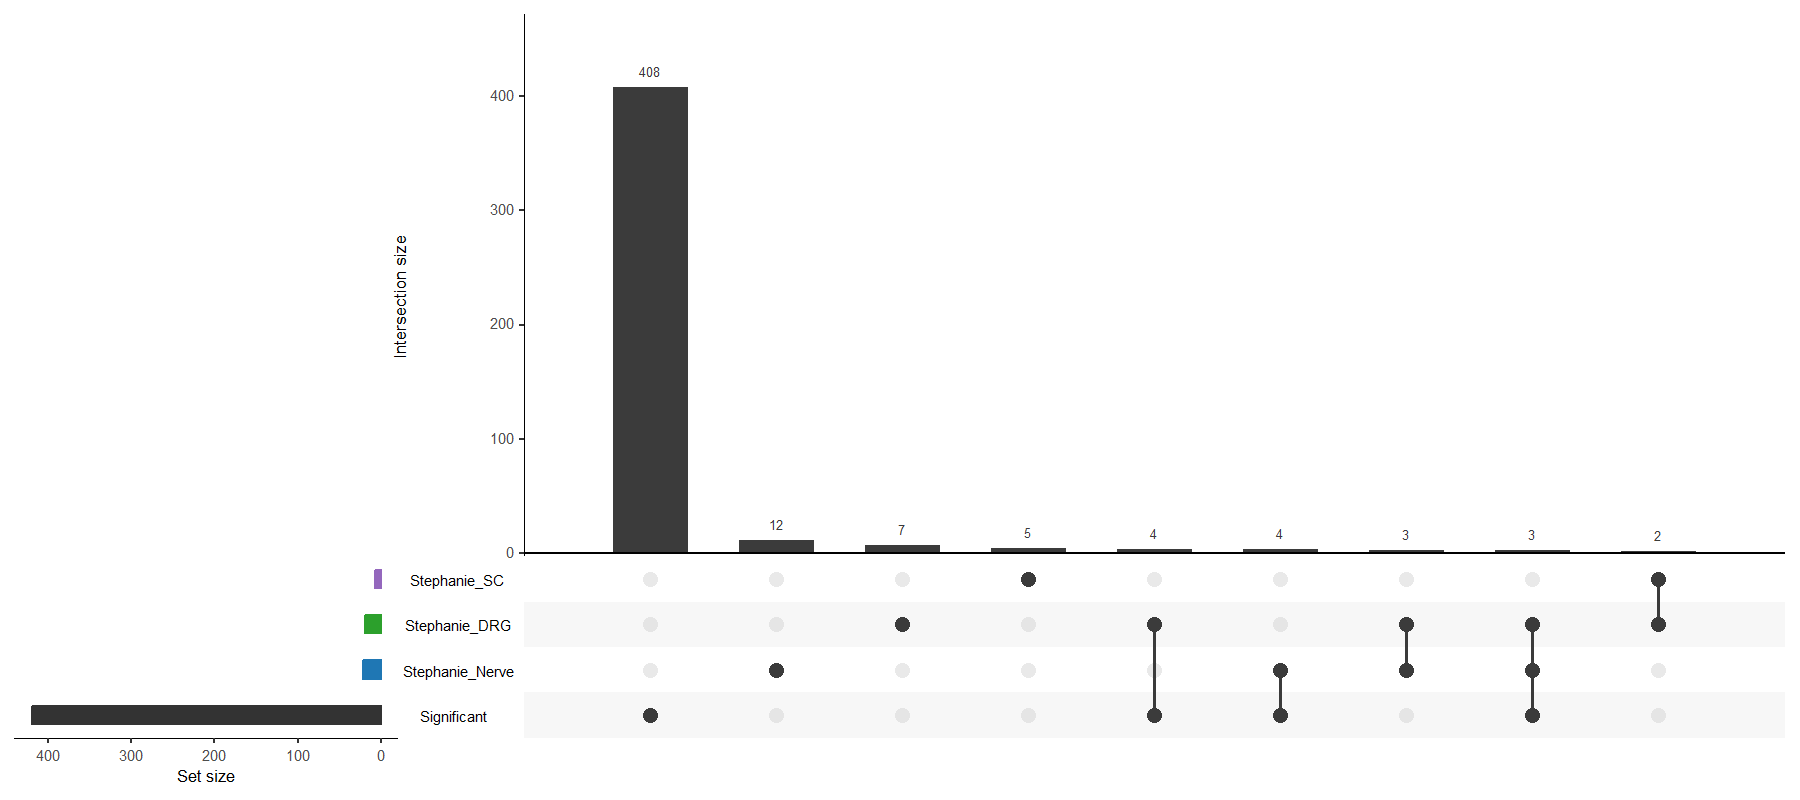 408
400
300
Intersection size
200
100
12
7
5
4
4
3
3
2
0
Stephanie_SC
Stephanie_DRG
Stephanie_Nerve
Significant
400 300 200 100 0
Set size